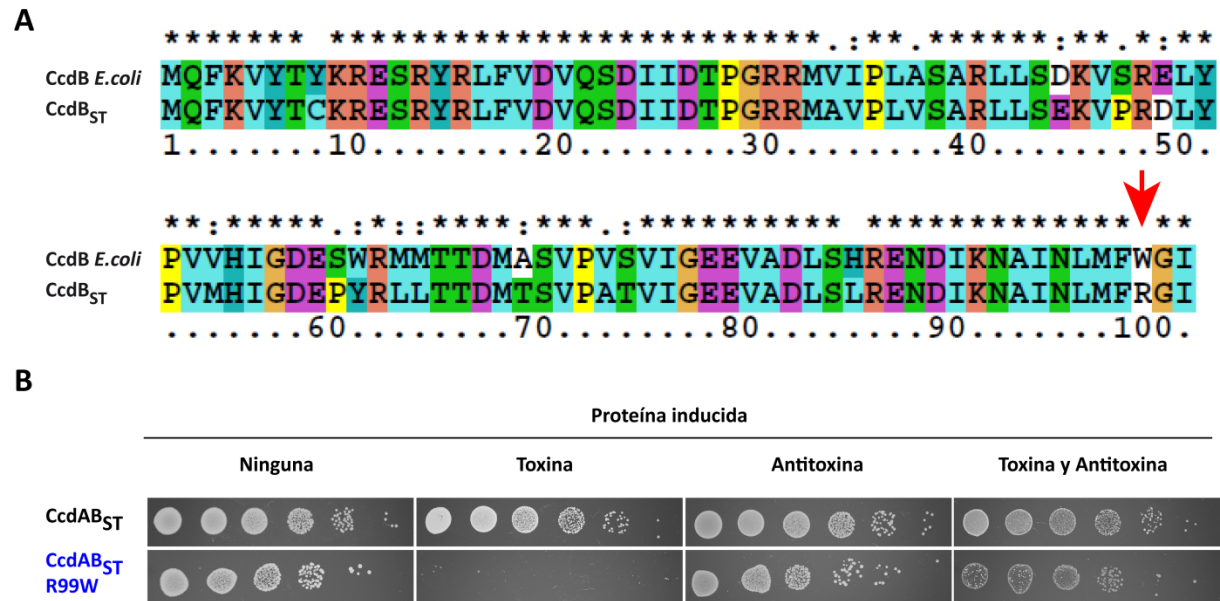 A
******* ************************.:**.******:**.*:**
CcdB E.coli MQFKVYTYKRESRYRLFVDVQSDIIDTPGRRMVIPLASARLLSDKVSRELY
CcdBST MQFKVYTCKRESRYRLFVDVQSDIIDTPGRRMAVPLVSARLLSEKVPRDLY
1.......10........20........30........40........50.
**:*****.:*::****:***.:********** ************* **
CcdB E.coli PVVHIGDESWRMMTTDMASVPVSVIGEEVADLSHRENDIKNAINLMFWGI
CcdBST PVMHIGDEPYRLLTTDMTSVPATVIGEEVADLSLRENDIKNAINLMFRGI
.......60........70........80........90.......100.
B
Proteína inducida
Ninguna Toxina Antitoxina Toxina y Antitoxina
CcdABST
CcdABST
R99W